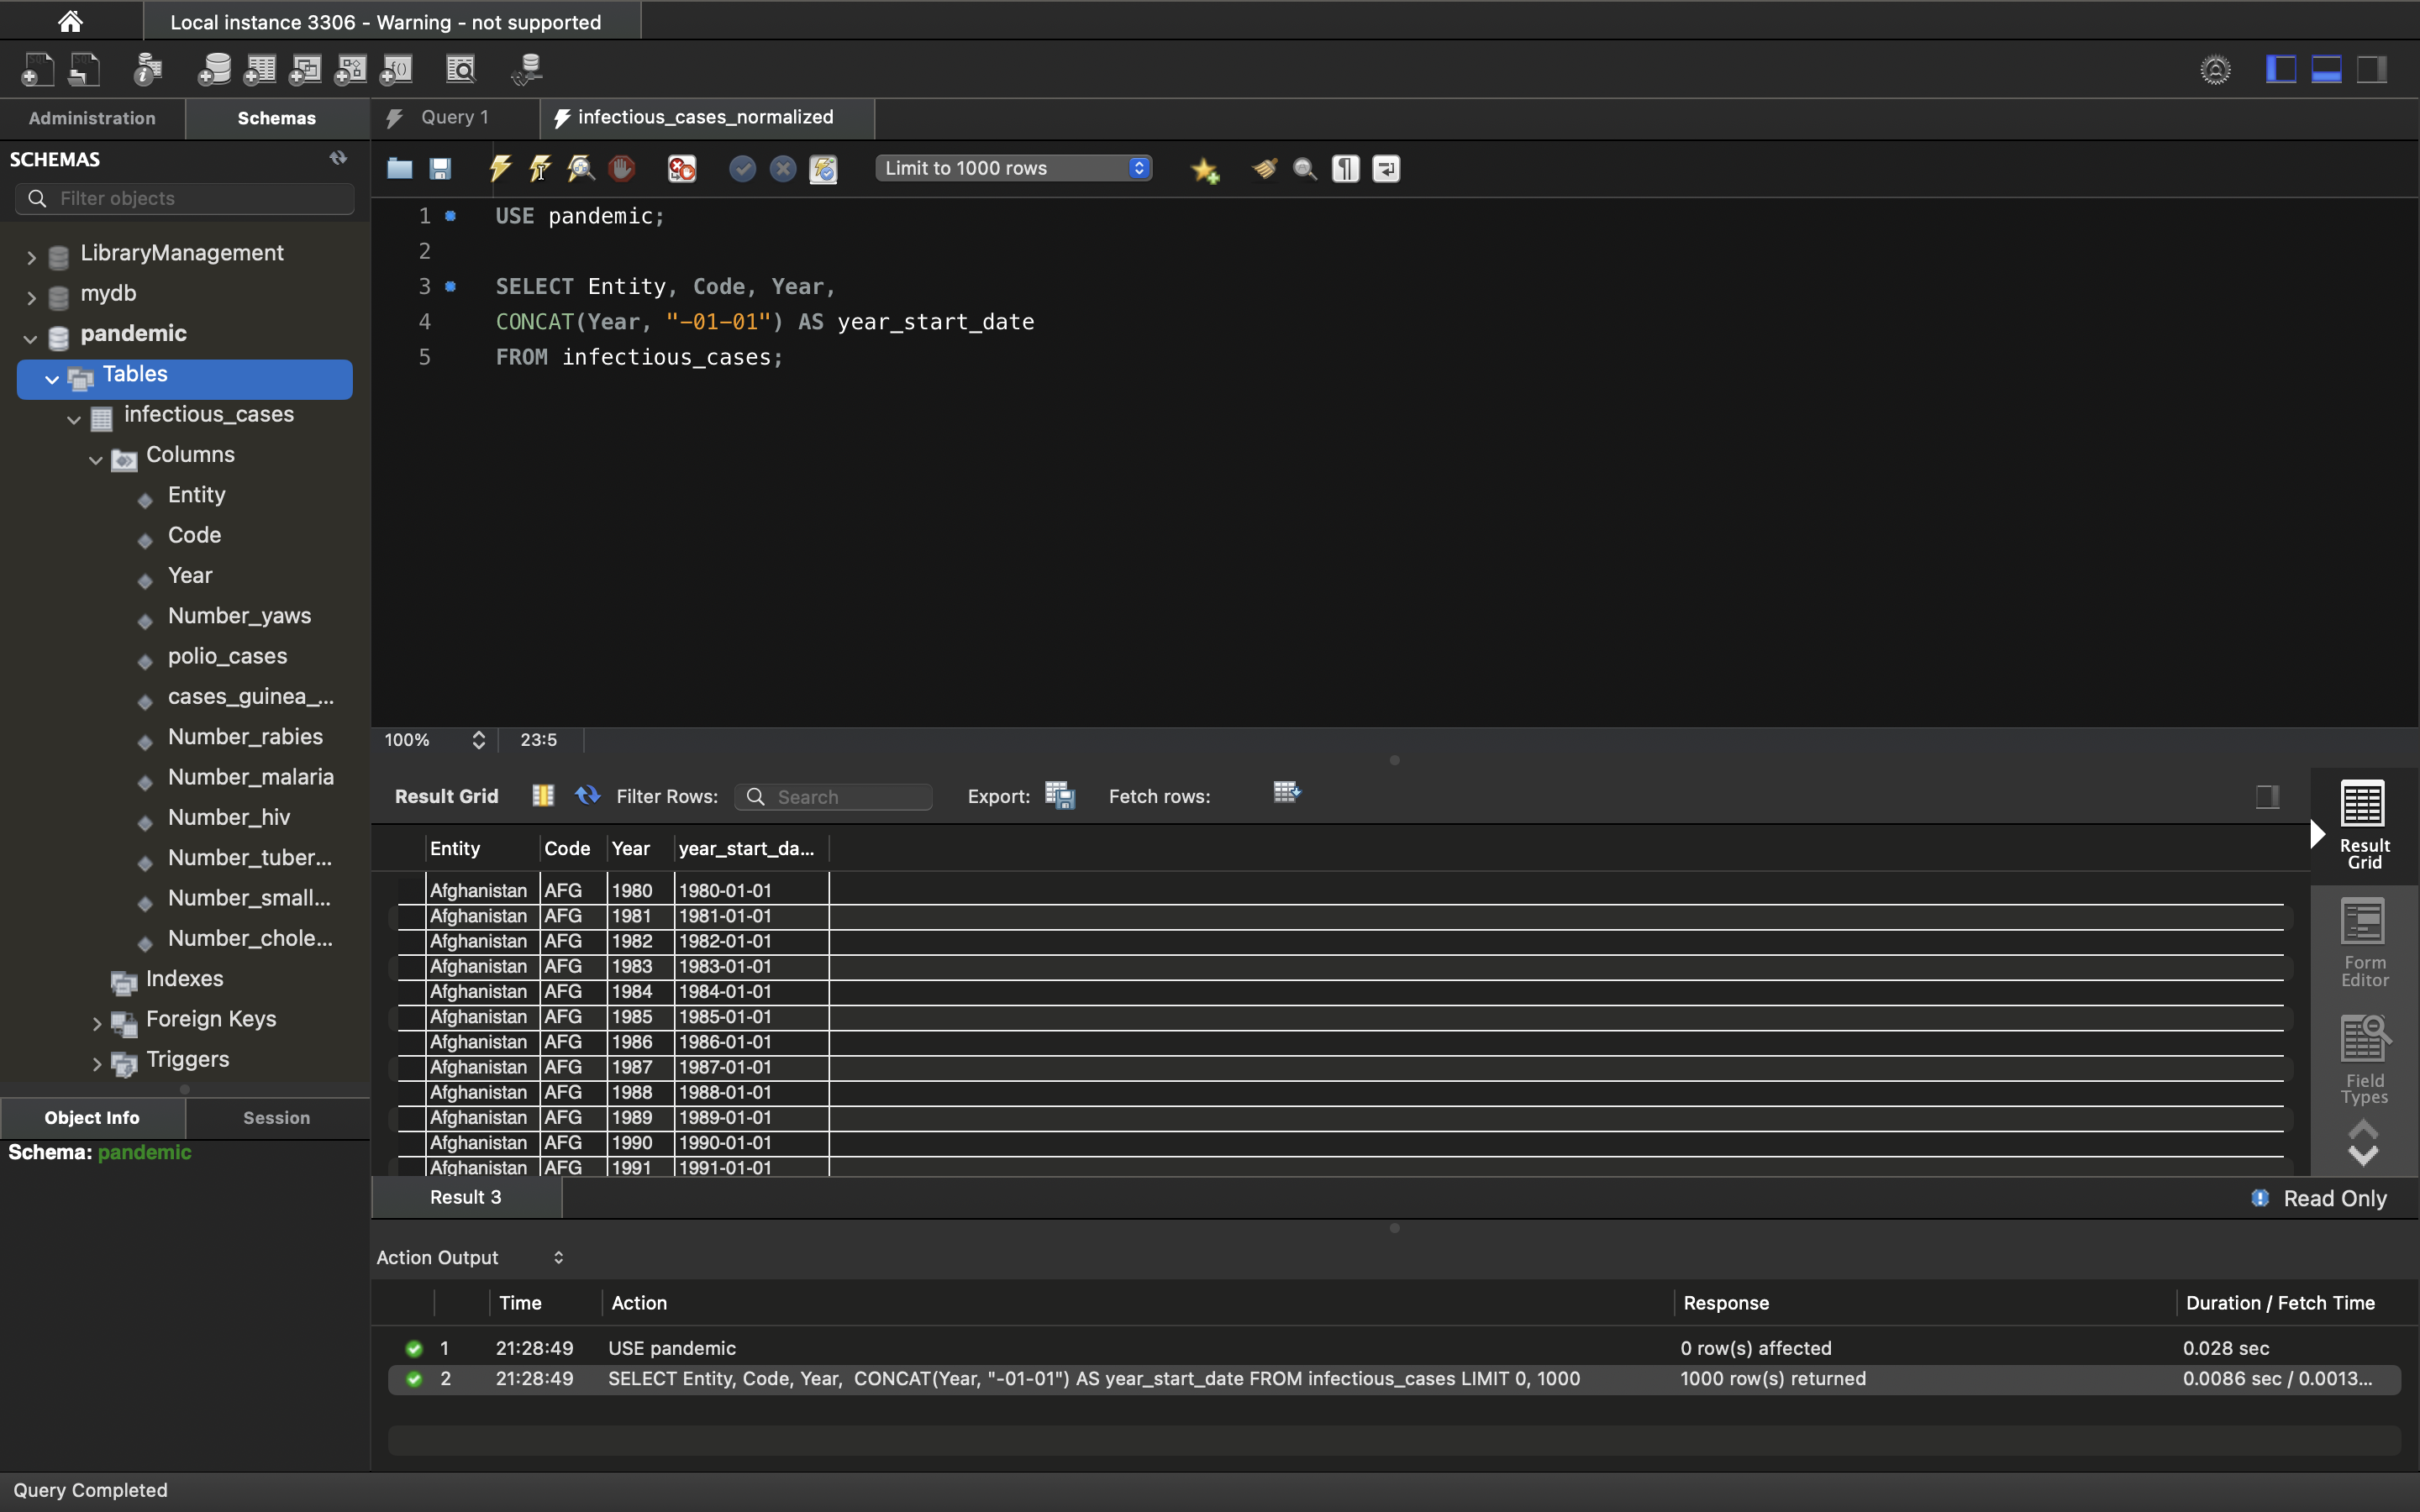 Local instance 3306 - Warning - not supported
Administration
Schemas
Query 1
infectious_cases_normalized
SCHEMAS
Filter objects
Limit to 1000 rows
LibraryManagement
mydb
pandemic
Tables
infectious_cases
Columns
Entity
Code
Year
Number_yaws
polio_cases
cases_guinea_...
Number_rabies
Number_malaria
Number_hiv
Number_tuber...
Number_small...
Number_chole...
Indexes
Foreign Keys
Triggers
Object Info
Session
Schema: pandemic
1 USE pandemic;
2
3 SELECT Entity, Code, Year,
4 CONCAT(Year, "-01-01") AS year_start_date
5 FROM infectious_cases;
100% 23:5
Result Grid Filter Rows: Search Export: Fetch rows:
Entity Code Year year_start_da...
Afghanistan AFG 1980 1980-01-01
Afghanistan AFG 1981 1981-01-01
Afghanistan AFG 1982 1982-01-01
Afghanistan AFG 1983 1983-01-01
Afghanistan AFG 1984 1984-01-01
Afghanistan AFG 1985 1985-01-01
Afghanistan AFG 1986 1986-01-01
Afghanistan AFG 1987 1987-01-01
Afghanistan AFG 1988 1988-01-01
Afghanistan AFG 1989 1989-01-01
Afghanistan AFG 1990 1990-01-01
Afghanistan AFG 1991 1991-01-01
Result
Grid
Form
Editor
Field
Types
Result 3
Read Only
Action Output
Time Action Response Duration / Fetch Time
1 21:28:49 USE pandemic 0 row(s) affected 0.028 sec
2 21:28:49 SELECT Entity, Code, Year, CONCAT(Year, "-01-01") AS year_start_date FROM infectious_cases LIMIT 0, 1000 1000 row(s) returned 0.0086 sec / 0.0013...
Query Completed